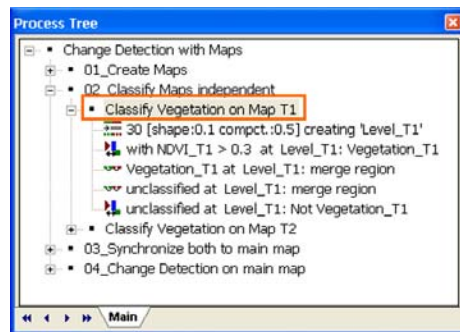 Process Tree
Change Detection with Maps
01_Create Maps
02_Classify Maps independent
Classify Vegetation on Map T1
30 [shape:0.1 compct.:0.5] creating 'Level_T1'
with NDVI_T1 > 0.3 at Level_T1: Vegetation_T1
Vegetation_T1 at Level_T1: merge region
unclassified at Level_T1: merge region
unclassified at Level_T1: Not Vegetation_T1
Classify Vegetation on Map T2
03_Synchronize both to main map
04_Change Detection on main map
Main